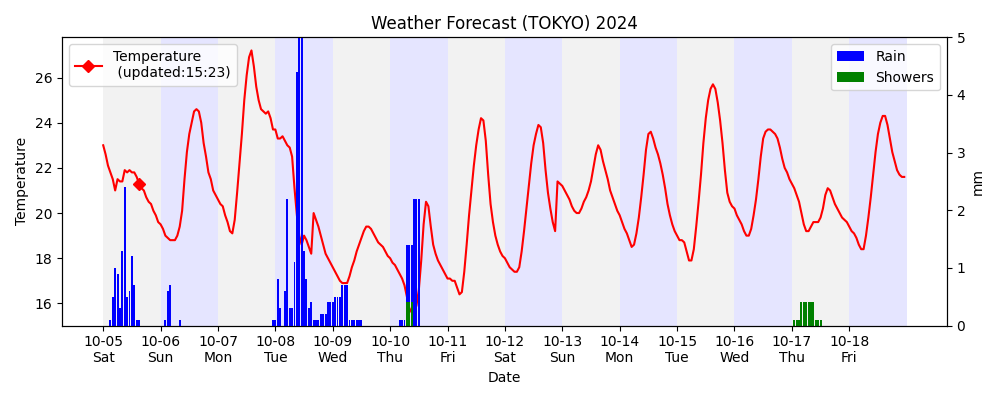 Weather Forecast (TOKYO) 2024
Temperature
(updated:15:23)
Rain
Showers
Temperature
26
24
22
20
18
16
5
4
3
2
1
0
mm
10-05 10-06 10-07 10-08 10-09 10-10 10-11 10-12 10-13 10-14 10-15 10-16 10-17 10-18
Sat Sun Mon Tue Wed Thu Fri Sat Sun Mon Tue Wed Thu Fri
Date